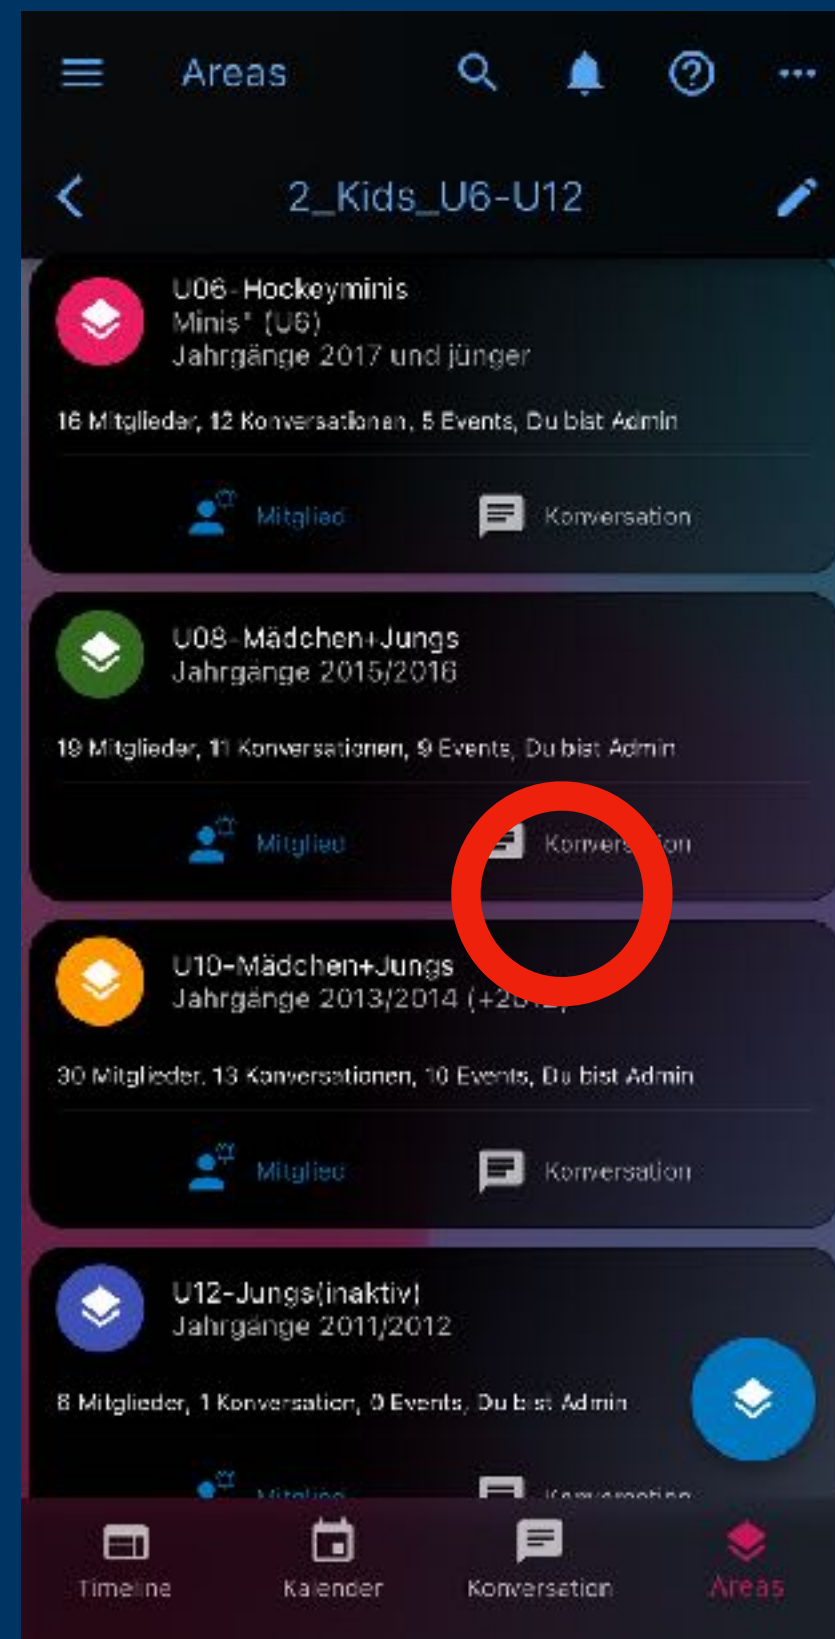 Areas
2_Kids_U6-U12
U06-Hockeyminis
Minis* (U6)
Jahrgänge 2017 und jünger
16 Mitglieder, 12 Konversationen, 5 Events, Du bist Admin
Mitglied Konversation
U08-Mädchen+Jungs
Jahrgänge 2015/2016
19 Mitglieder, 11 Konversationen, 9 Events, Du bist Admin
Mitglied Konversation
U10-Mädchen+Jungs
Jahrgänge 2013/2014
30 Mitglieder, 13 Konversationen, 10 Events, Du bist Admin
Mitglied Konversation
U12-Jungs(inaktiv)
Jahrgänge 2011/2012
8 Mitglieder, 1 Konversation, 0 Events, Du bist Admin
Mitglied Konversation
Timeline Kalender Konversation Areas